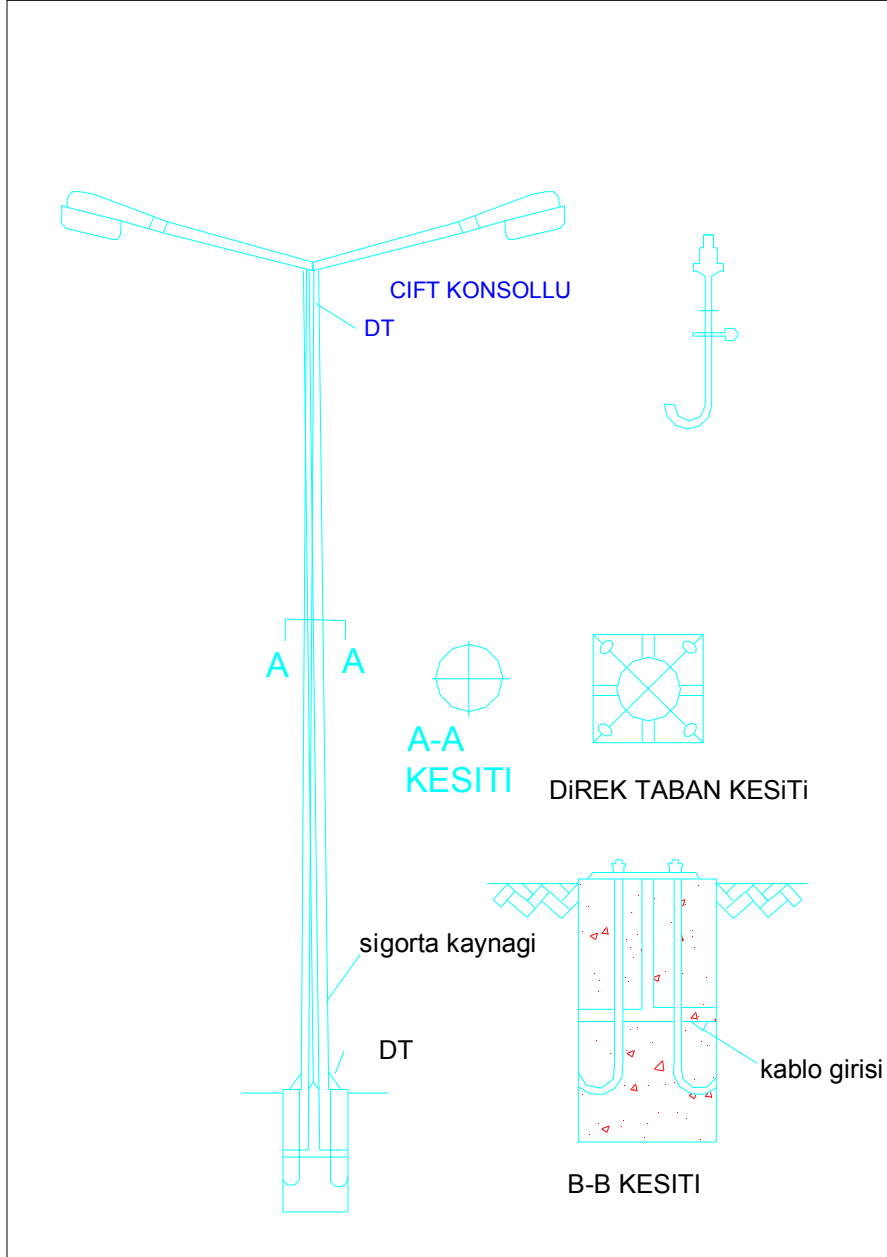 CIFT KONSOLLU
DT
A
A
A-A
KESITI
DiREK TABAN KESiTi
sigorta kaynagi
DT
kablo girisi
B-B KESITI